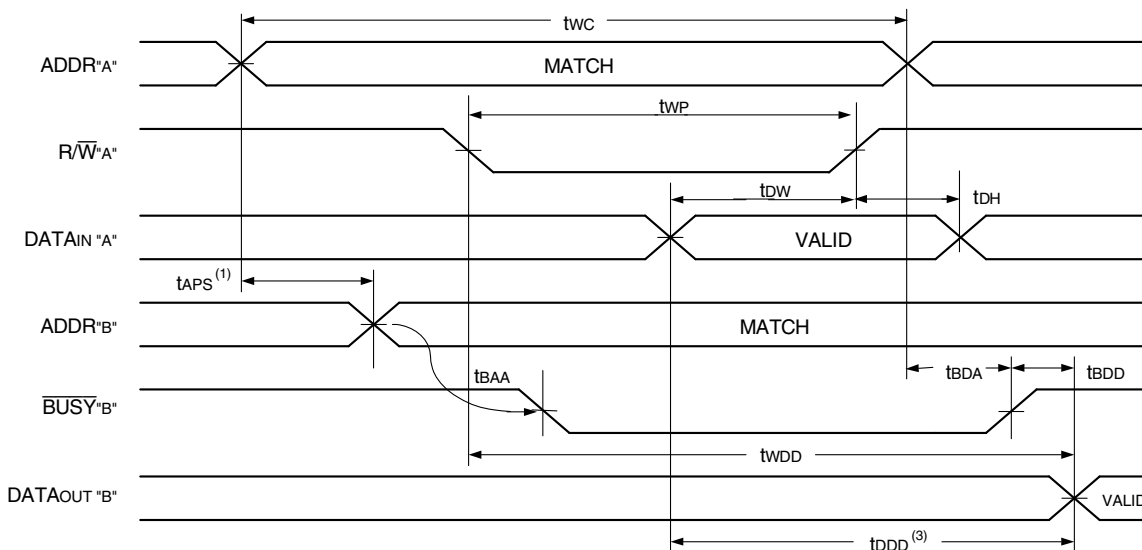 tWC
ADDR"A"
MATCH
tWP
R/W̅"A"
tDW
tDH
DATAIN "A"
VALID
tAPS (1)
ADDR"B"
MATCH
tBAA
tBDA
tBDD
B̅U̅S̅Y̅"B"
tWDD
DATAOUT "B"
VALID
tDDD (3)